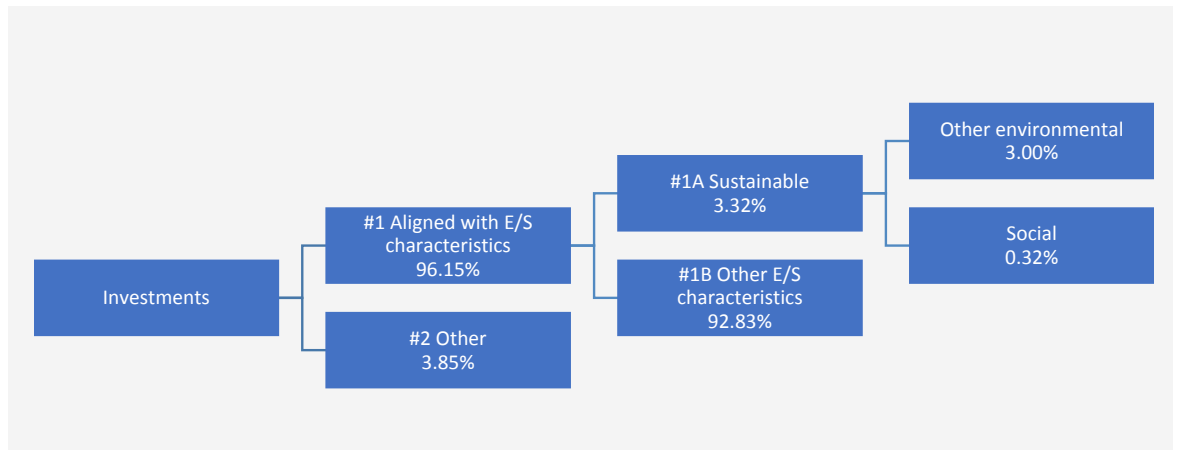 Investments
#1 Aligned with E/S
characteristics
96.15%
#2 Other
3.85%
#1A Sustainable
3.32%
#1B Other E/S
characteristics
92.83%
Other environmental
3.00%
Social
0.32%